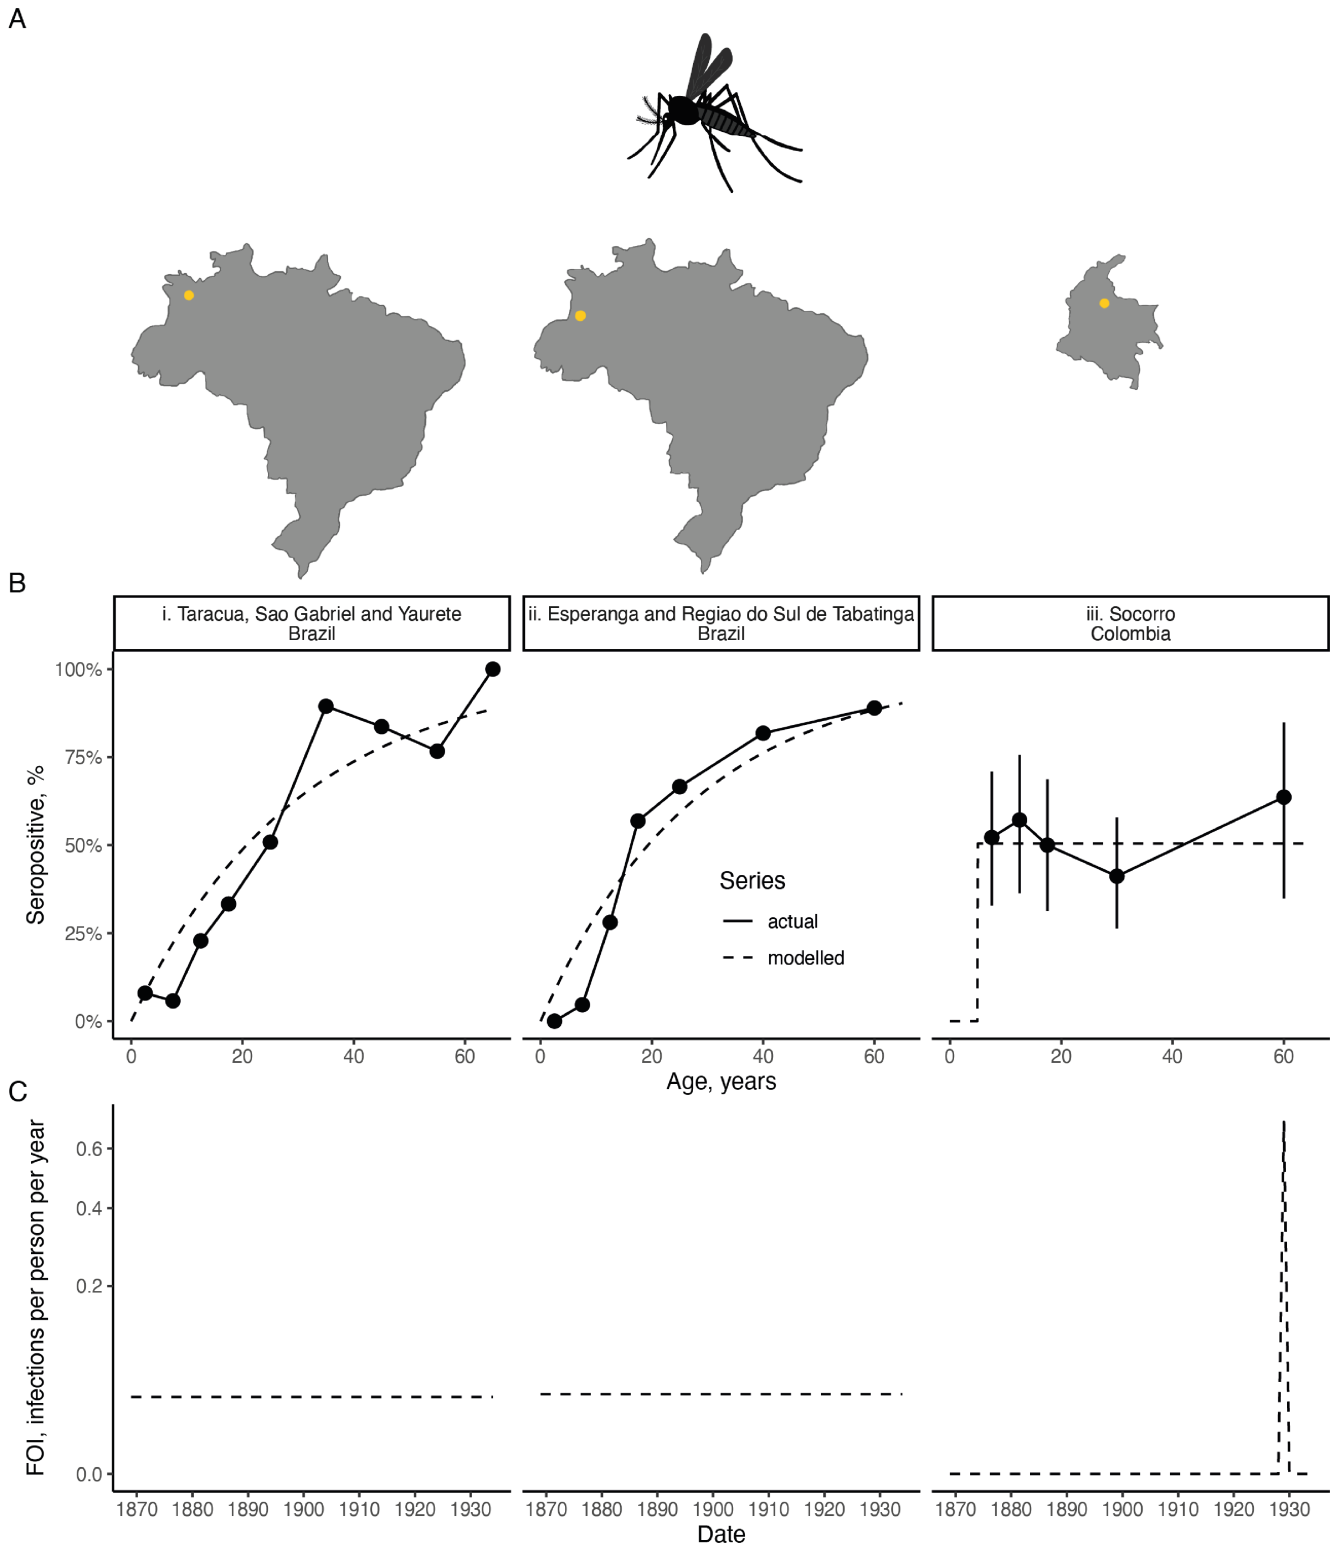 A
B
i. Taracua, Sao Gabriel and Yaurete
Brazil
ii. Esperanga and Regiao do Sul de Tabatinga
Brazil
iii. Socorro
Colombia
Seropositive, %
100%
75%
50%
25%
0%
Series
actual
modelled
0 20 40 60
0 20 40 60
0 20 40 60
Age, years
C
FOI, infections per person per year
0.6
0.4
0.2
0.0
1870 1880 1890 1900 1910 1920 1930
1870 1880 1890 1900 1910 1920 1930
1870 1880 1890 1900 1910 1920 1930
Date